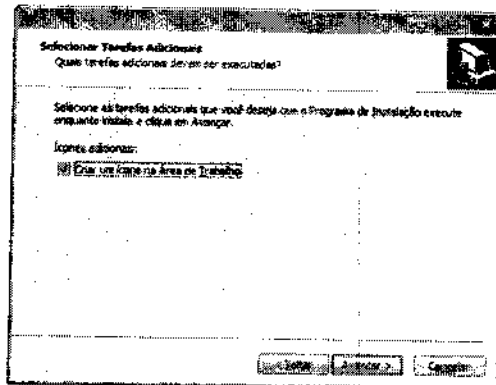 Selecionar Tarefas Adicionais
Quais tarefas adicionais devem ser executadas?
Selecione as tarefas adicionais que você deseja que o Programa de Instalação execute
enquanto instala e clique em Avançar.
Ícones adicionais:
Criar um ícone na Área de Trabalho
< Voltar
Avançar >
Cancelar